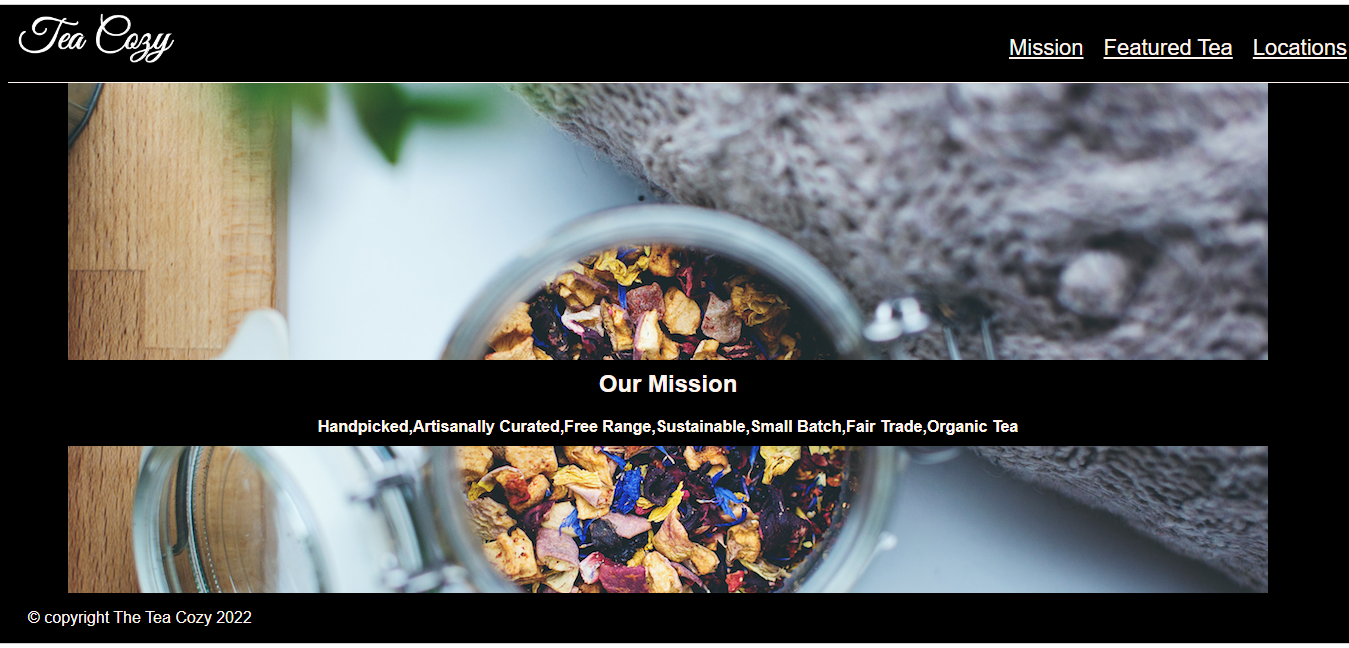 Tea Cozy
Mission Featured Tea Locations
Our Mission
Handpicked,Artisanally Curated,Free Range,Sustainable,Small Batch,Fair Trade,Organic Tea
© copyright The Tea Cozy 2022